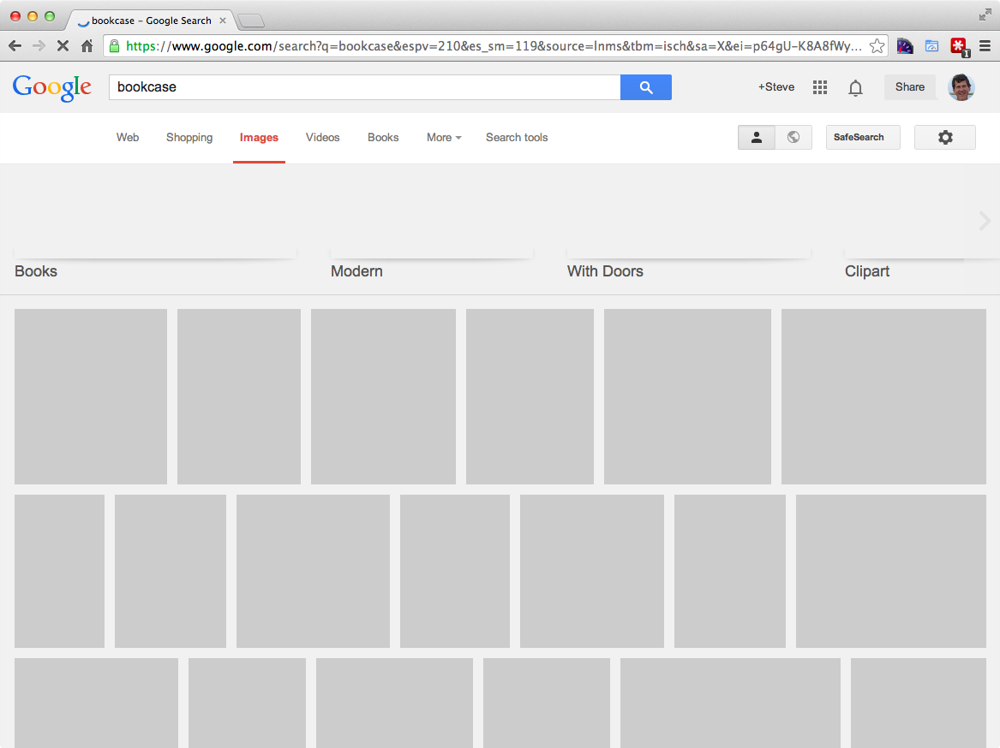 bookcase – Google Search
https://www.google.com/search?q=bookcase&espv=210&es_sm=119&source=lnms&tbm=isch&sa=X&ei=p64gU-K8A8fWy...
1
Google
bookcase
+Steve
Share
Web
Shopping
Images
Videos
Books
More
Search tools
SafeSearch
Books
Modern
With Doors
Clipart